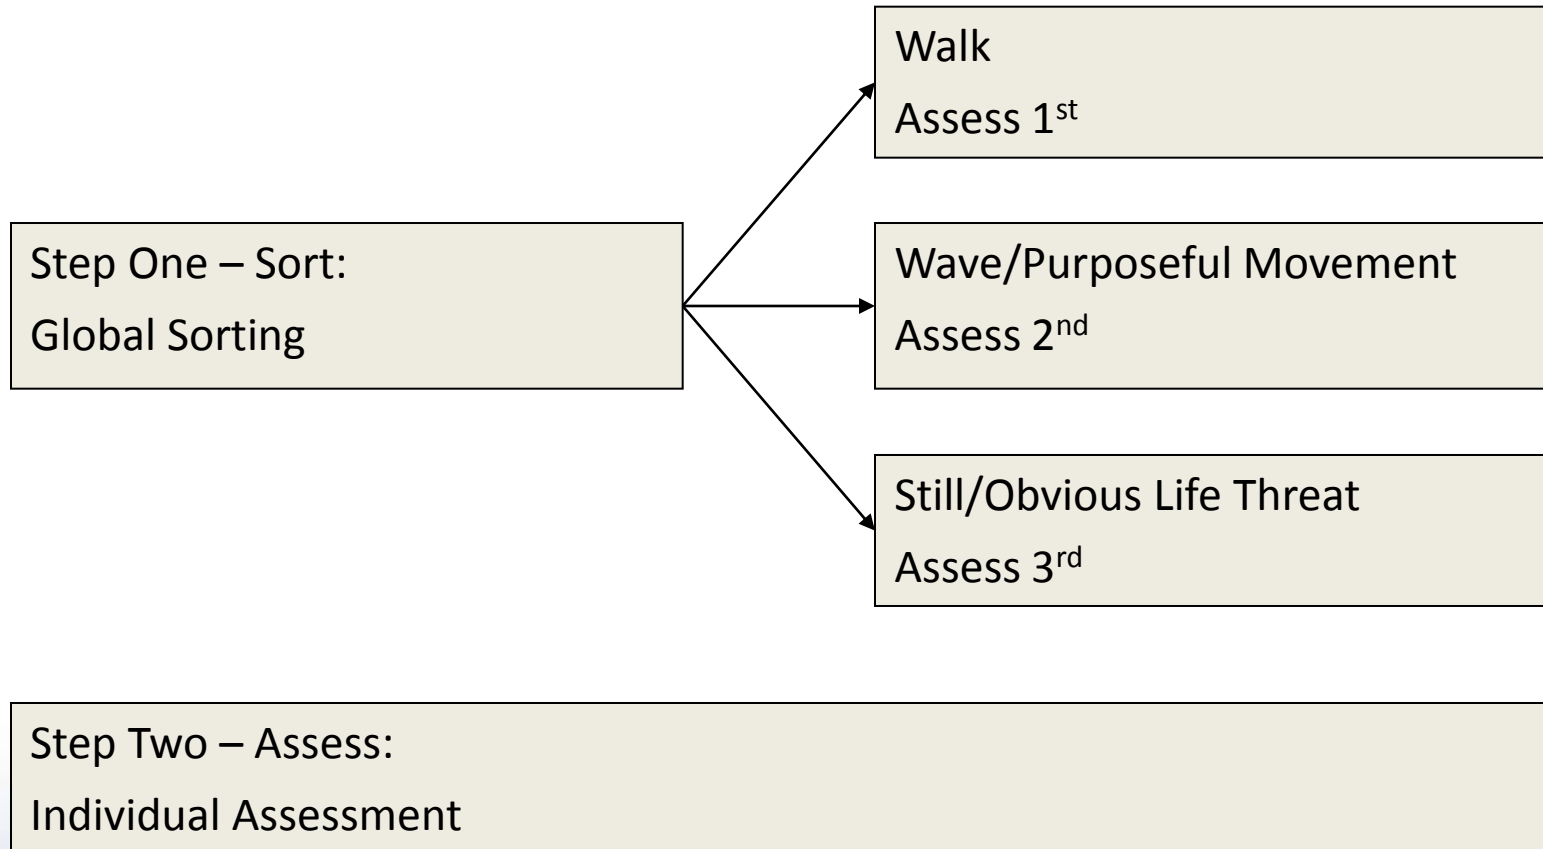 Walk
Assess 1st
Step One – Sort:
Global Sorting
Wave/Purposeful Movement
Assess 2nd
Still/Obvious Life Threat
Assess 3rd
Step Two – Assess:
Individual Assessment